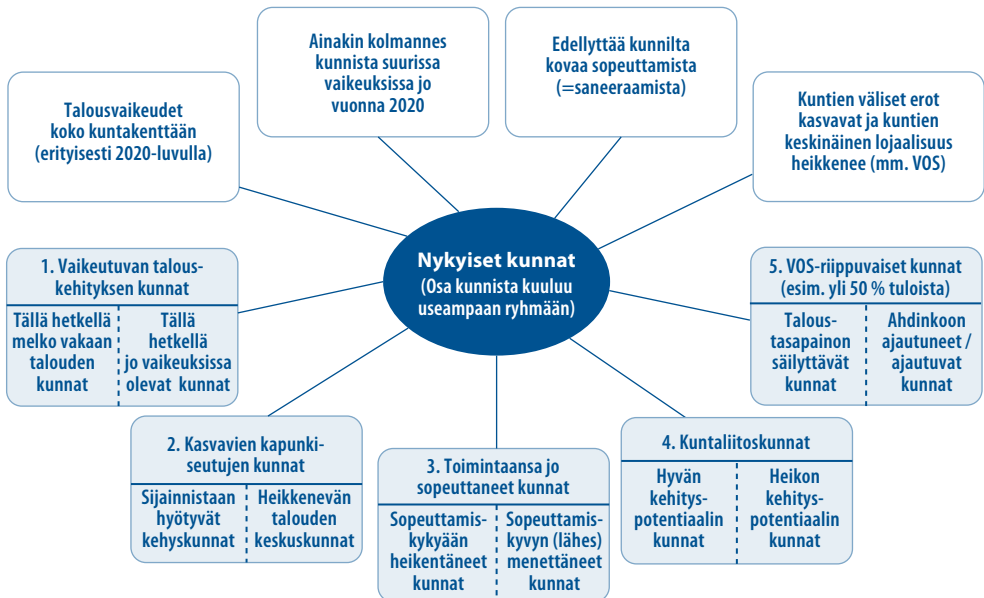 Talousvaikeudet
koko kuntakenttään
(erityisesti 2020-luvulla)
Ainakin kolmannes
kunnista suurissa
vaikeuksissa jo
vuonna 2020
Edellyttää kunnilta
kovaa sopeuttamista
(=saneeraamista)
Kuntien väliset erot
kasvavat ja kuntien
keskinäinen lojaalisuus
heikkenee (mm. VOS)
Nykyiset kunnat
(Osa kunnista kuuluu
useampaan ryhmään)
1. Vaikeutuvan talous-
kehityksen kunnat
Tällä hetkellä
melko vakaan
talouden
kunnat
Tällä
hetkellä
jo vaikeuksissa
olevat kunnat
2. Kasvavien kapunki-
seutujen kunnat
Sijainnistaan
hyötyvät
kehyskunnat
Heikkenevän
talouden
keskuskunnat
3. Toimintaansa jo
sopeuttaneet kunnat
Sopeuttamis-
kykyään
heikentäneet
kunnat
Sopeuttamis-
kyvyn (lähes)
menettäneet
kunnat
4. Kuntaliitoskunnat
Hyvän
kehitys-
potentiaalin
kunnat
Heikon
kehitys-
potentiaalin
kunnat
5. VOS-riippuvaiset kunnat
(esim. yli 50 % tuloista)
Talous-
tasapainon
säilyttävät
kunnat
Ahdinkoon
ajautuneet /
ajautuvat
kunnat